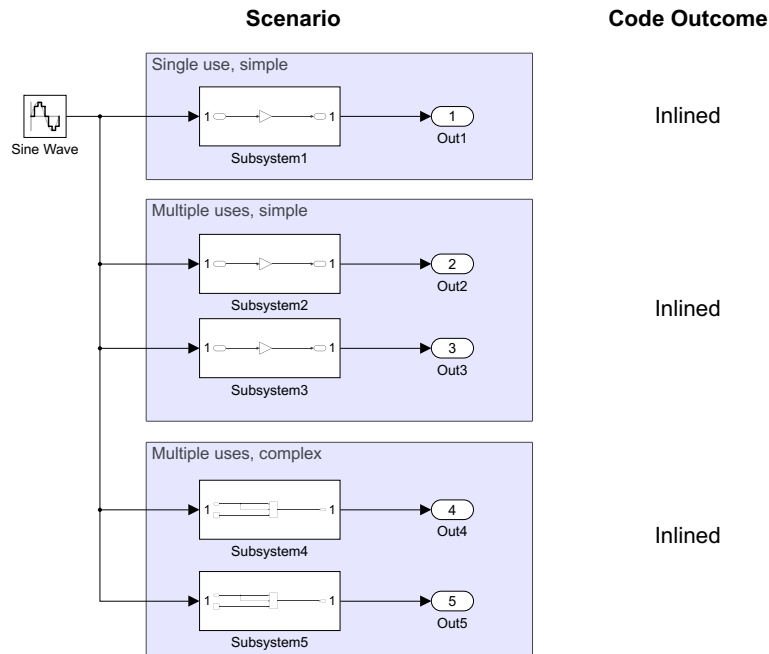 Scenario Code Outcome
Single use, simple
1 1 1
Sine Wave
Subsystem1
Out1
Inlined
Multiple uses, simple
1 1 2
Subsystem2
Out2
Inlined
1 1 3
Subsystem3
Out3
Multiple uses, complex
1 1 4
Subsystem4
Out4
Inlined
1 1 5
Subsystem5
Out5